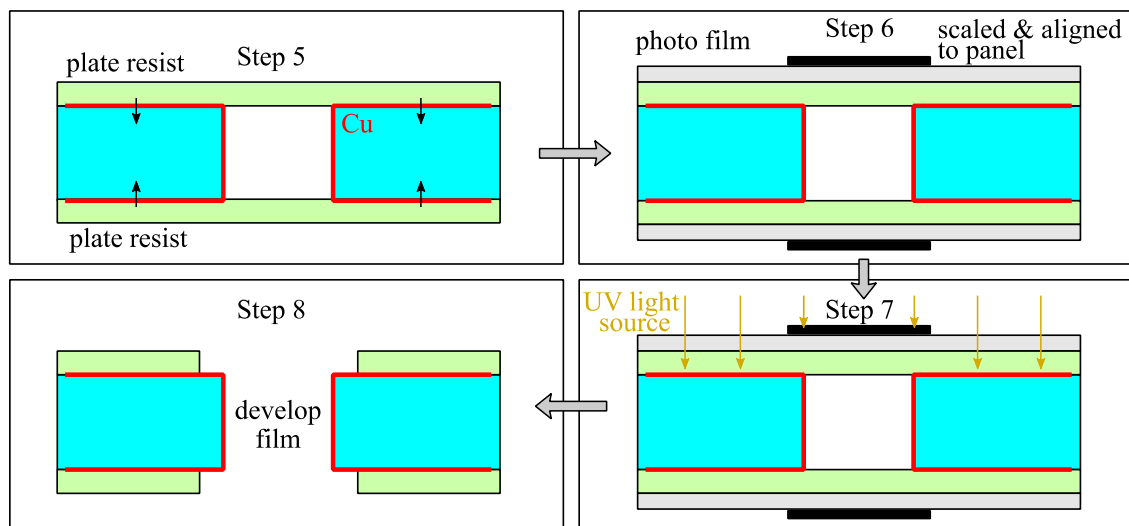 Step 5
plate resist
Cu
plate resist
Step 6
photo film
scaled & aligned
to panel
Step 7
UV light
source
Step 8
develop
film